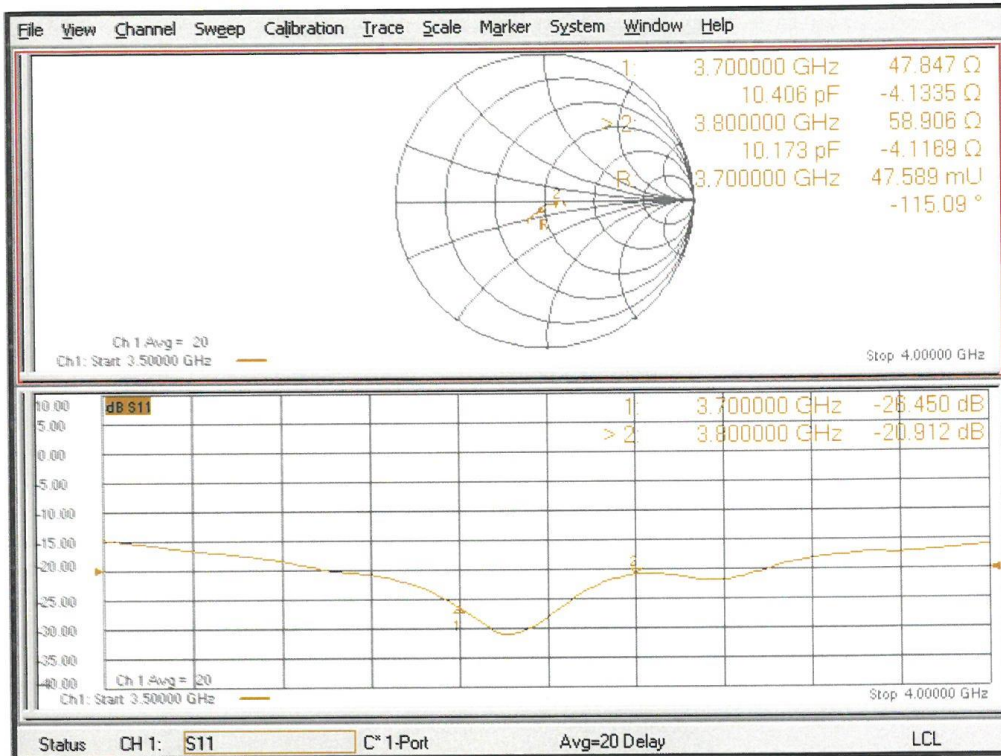 File View Channel Sweep Calibration Trace Scale Marker System Window Help
1: 3.700000 GHz 47.847 Ω
10.406 pF -4.1335 Ω
> 2: 3.800000 GHz 58.906 Ω
10.173 pF -4.1169 Ω
R: 3.700000 GHz 47.589 mU
-115.09 °
2
R
Ch 1 Avg = 20
Ch1: Start 3.50000 GHz
Stop 4.00000 GHz
10.00 dB S11
5.00
0.00
-5.00
-10.00
-15.00
-20.00
-25.00
-30.00
-35.00
-40.00
1: 3.700000 GHz -26.450 dB
> 2: 3.800000 GHz -20.912 dB
2
1
Ch 1 Avg = 20
Ch1: Start 3.50000 GHz
Stop 4.00000 GHz
Status CH 1: S11 C* 1-Port Avg=20 Delay LCL